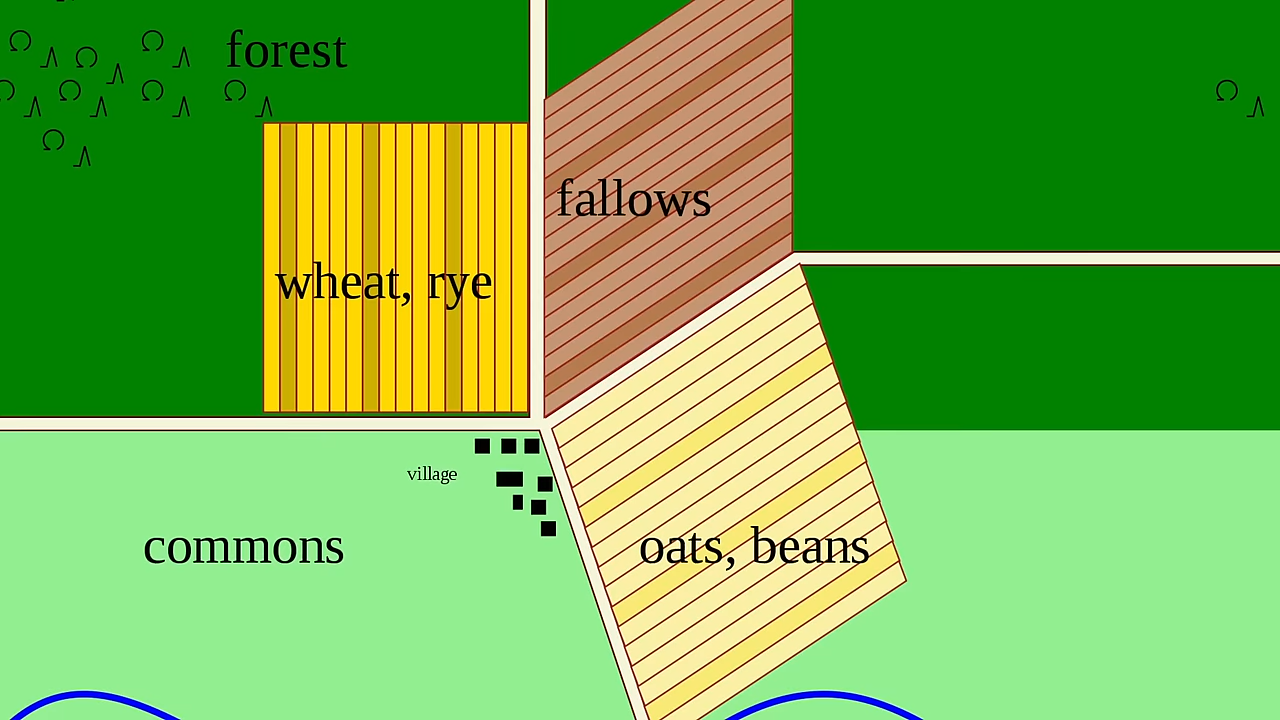 forest
fallows
wheat, rye
village
commons
oats, beans